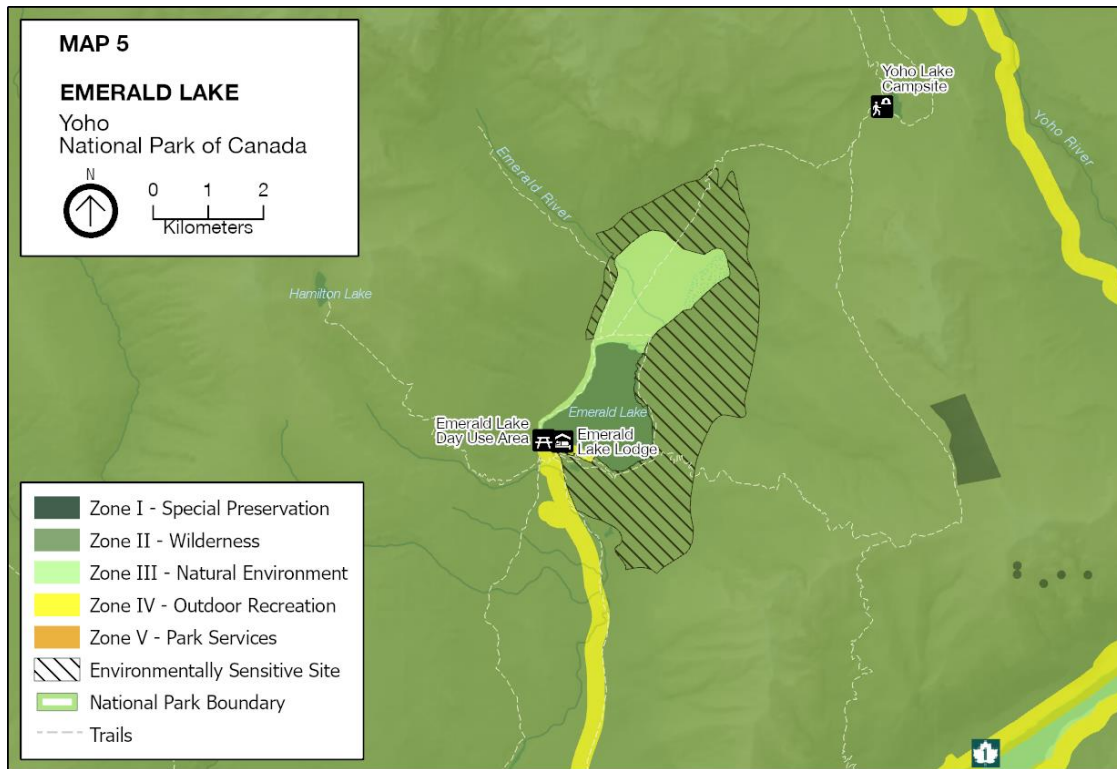 MAP 5
EMERALD LAKE
Yoho
National Park of Canada
N
0 1 2
Kilometers
Yoho Lake
Campsite
Yoho River
Emerald River
Hamilton Lake
Emerald Lake
Emerald Lake
Day Use Area
Emerald
Lake Lodge
Zone I - Special Preservation
Zone II - Wilderness
Zone III - Natural Environment
Zone IV - Outdoor Recreation
Zone V - Park Services
Environmentally Sensitive Site
National Park Boundary
Trails
1